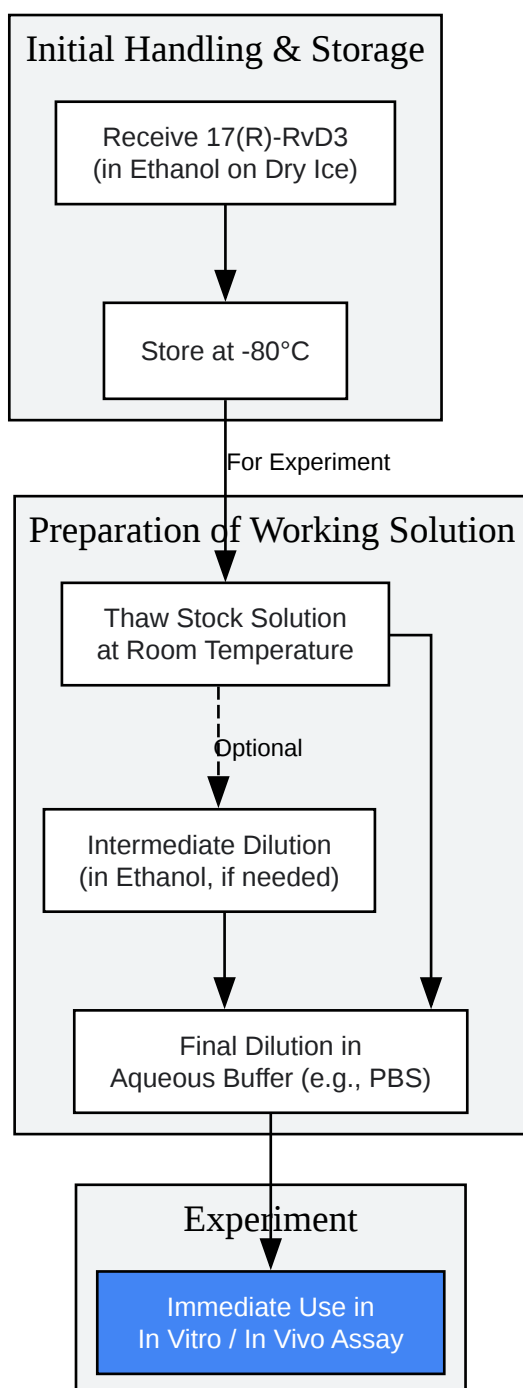 Initial Handling & Storage
Receive 17(R)-RvD3
(in Ethanol on Dry Ice)
Store at -80°C
For Experiment
Preparation of Working Solution
Thaw Stock Solution
at Room Temperature
Optional
Intermediate Dilution
(in Ethanol, if needed)
Final Dilution in
Aqueous Buffer (e.g., PBS)
Experiment
Immediate Use in
In Vitro / In Vivo Assay